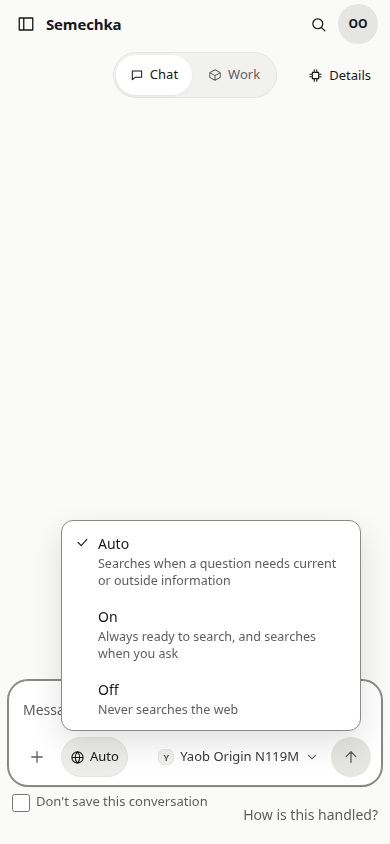 Semechka
OO
Chat
Work
Details
Auto
Searches when a question needs current
or outside information
On
Always ready to search, and searches
when you ask
Off
Never searches the web
Auto
Y
Yaob Origin N119M
Don't save this conversation
How is this handled?